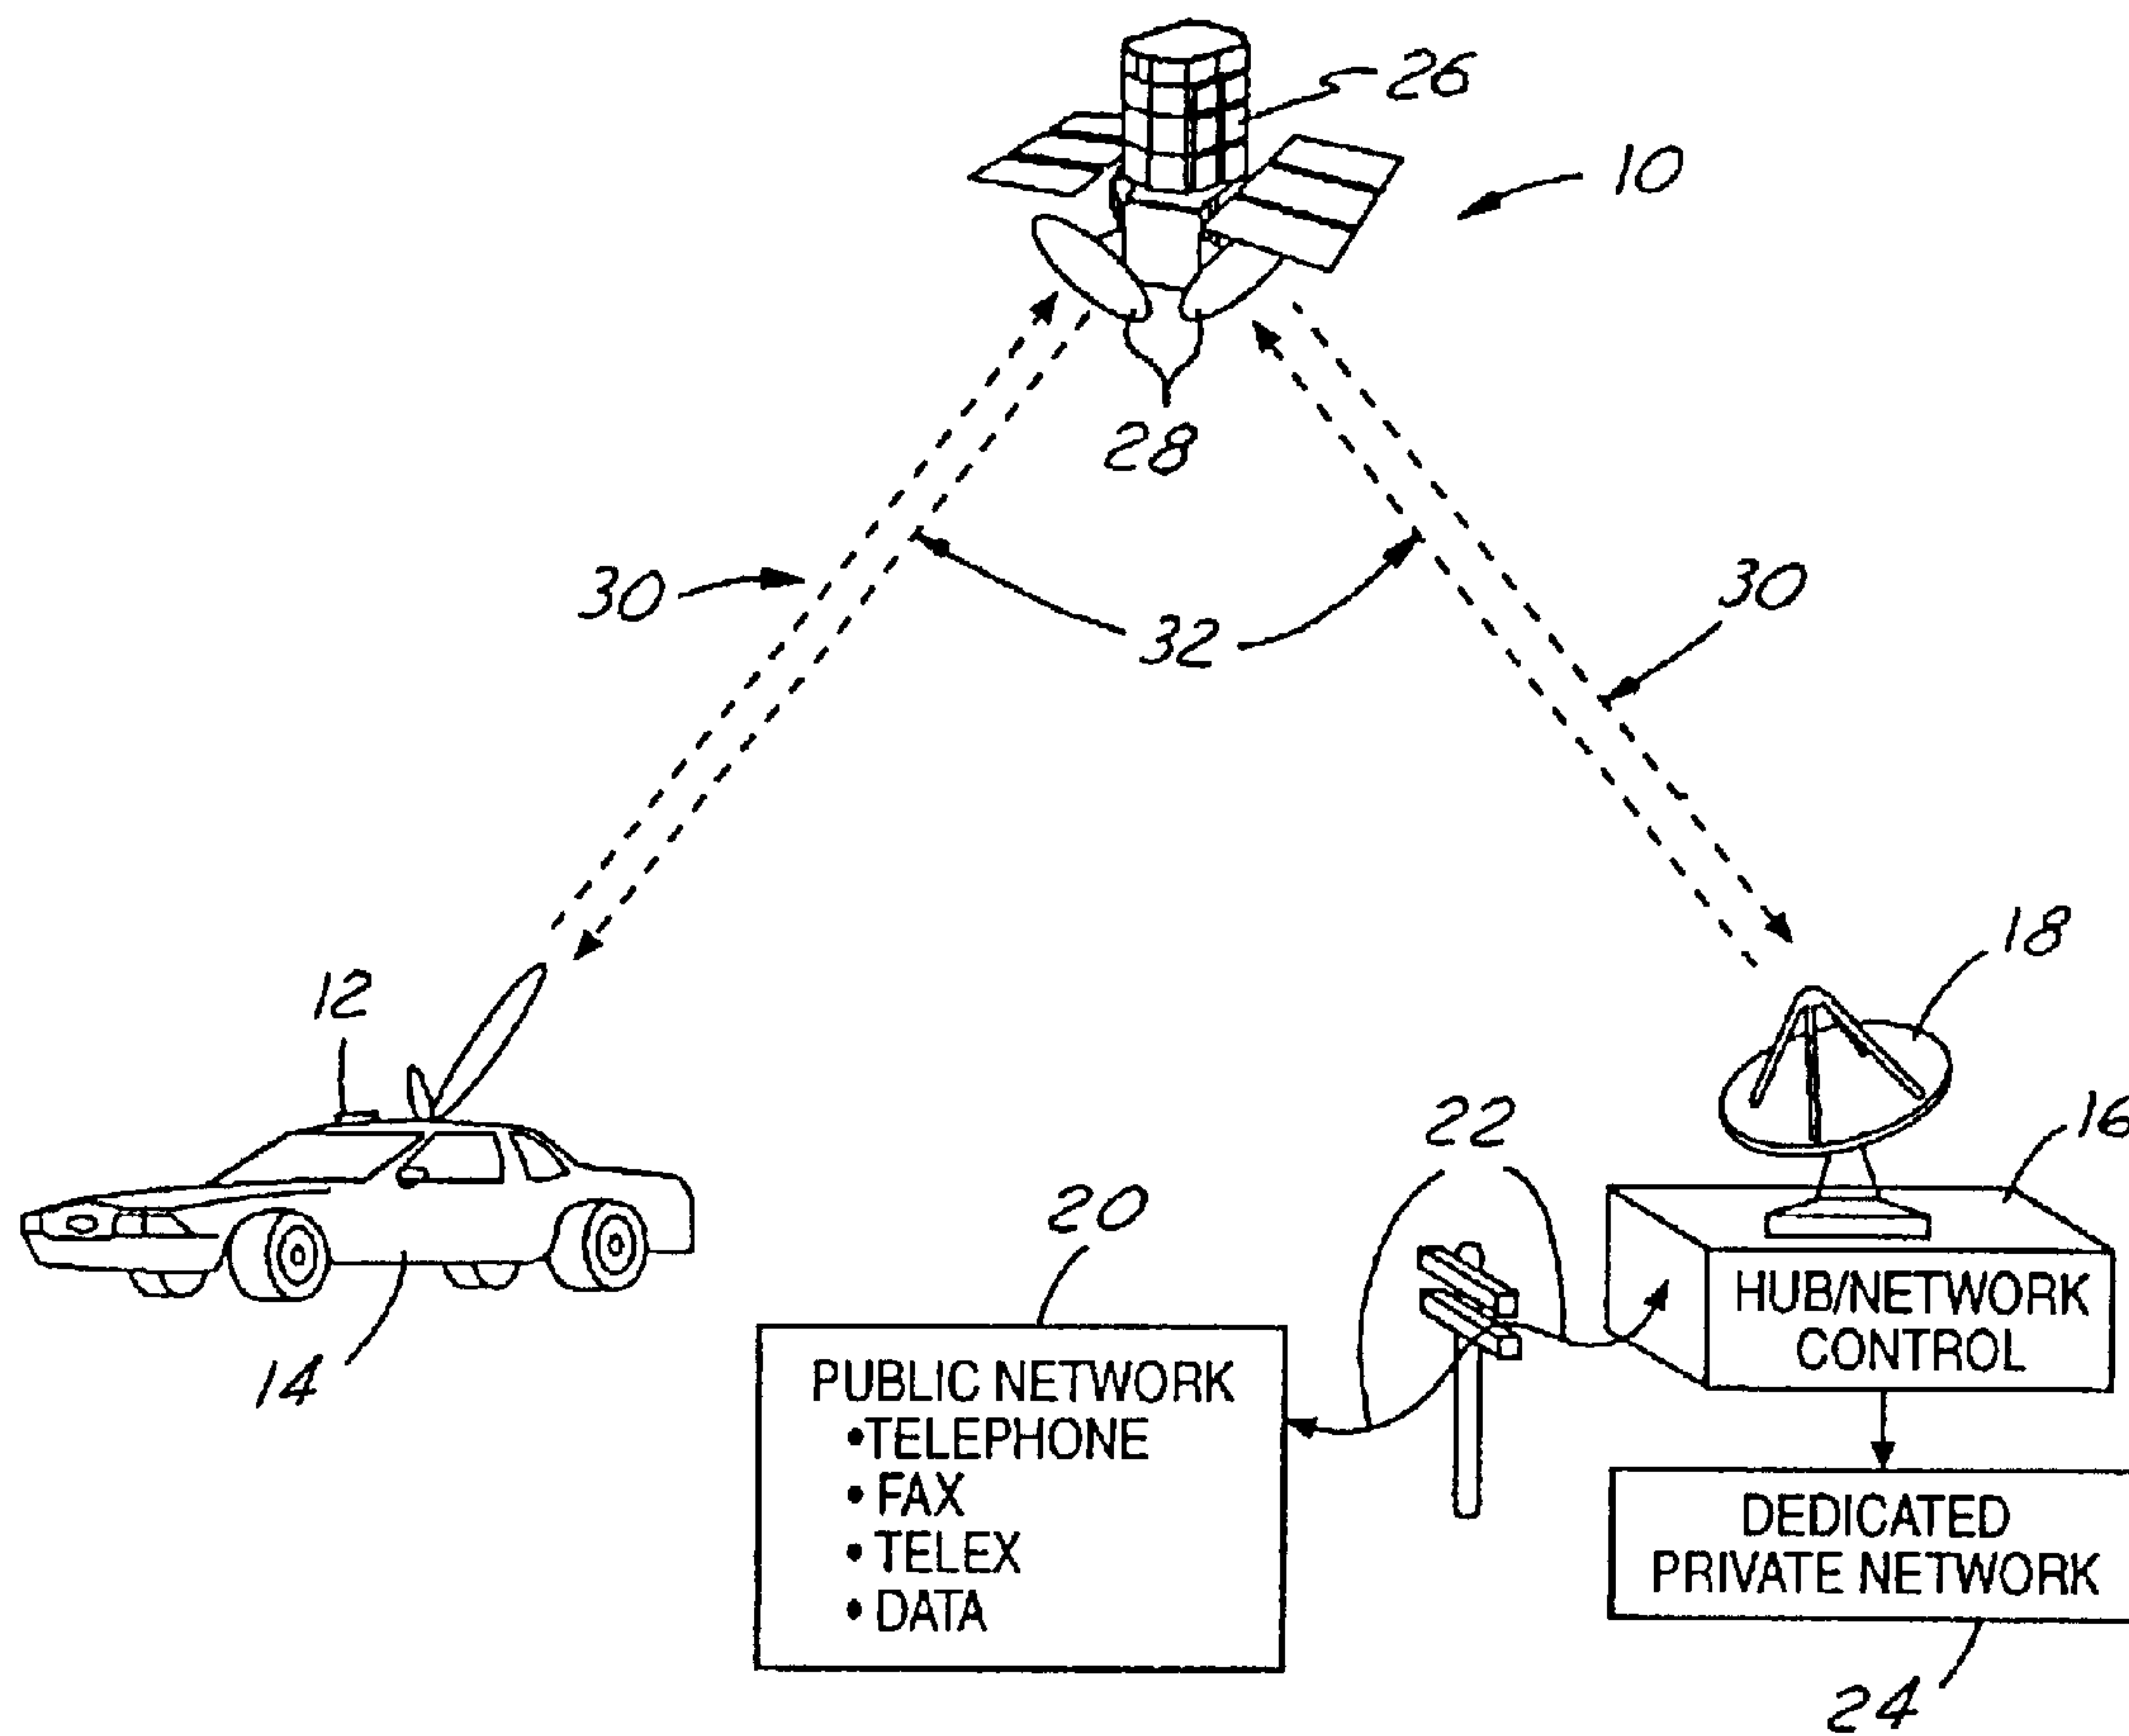 26
10
28
30
32
30
18
12
16
22
20
14
HUB/NETWORK
CONTROL
PUBLIC NETWORK
•TELEPHONE
• FAX
• TELEX
• DATA
DEDICATED
PRIVATE NETWORK
24